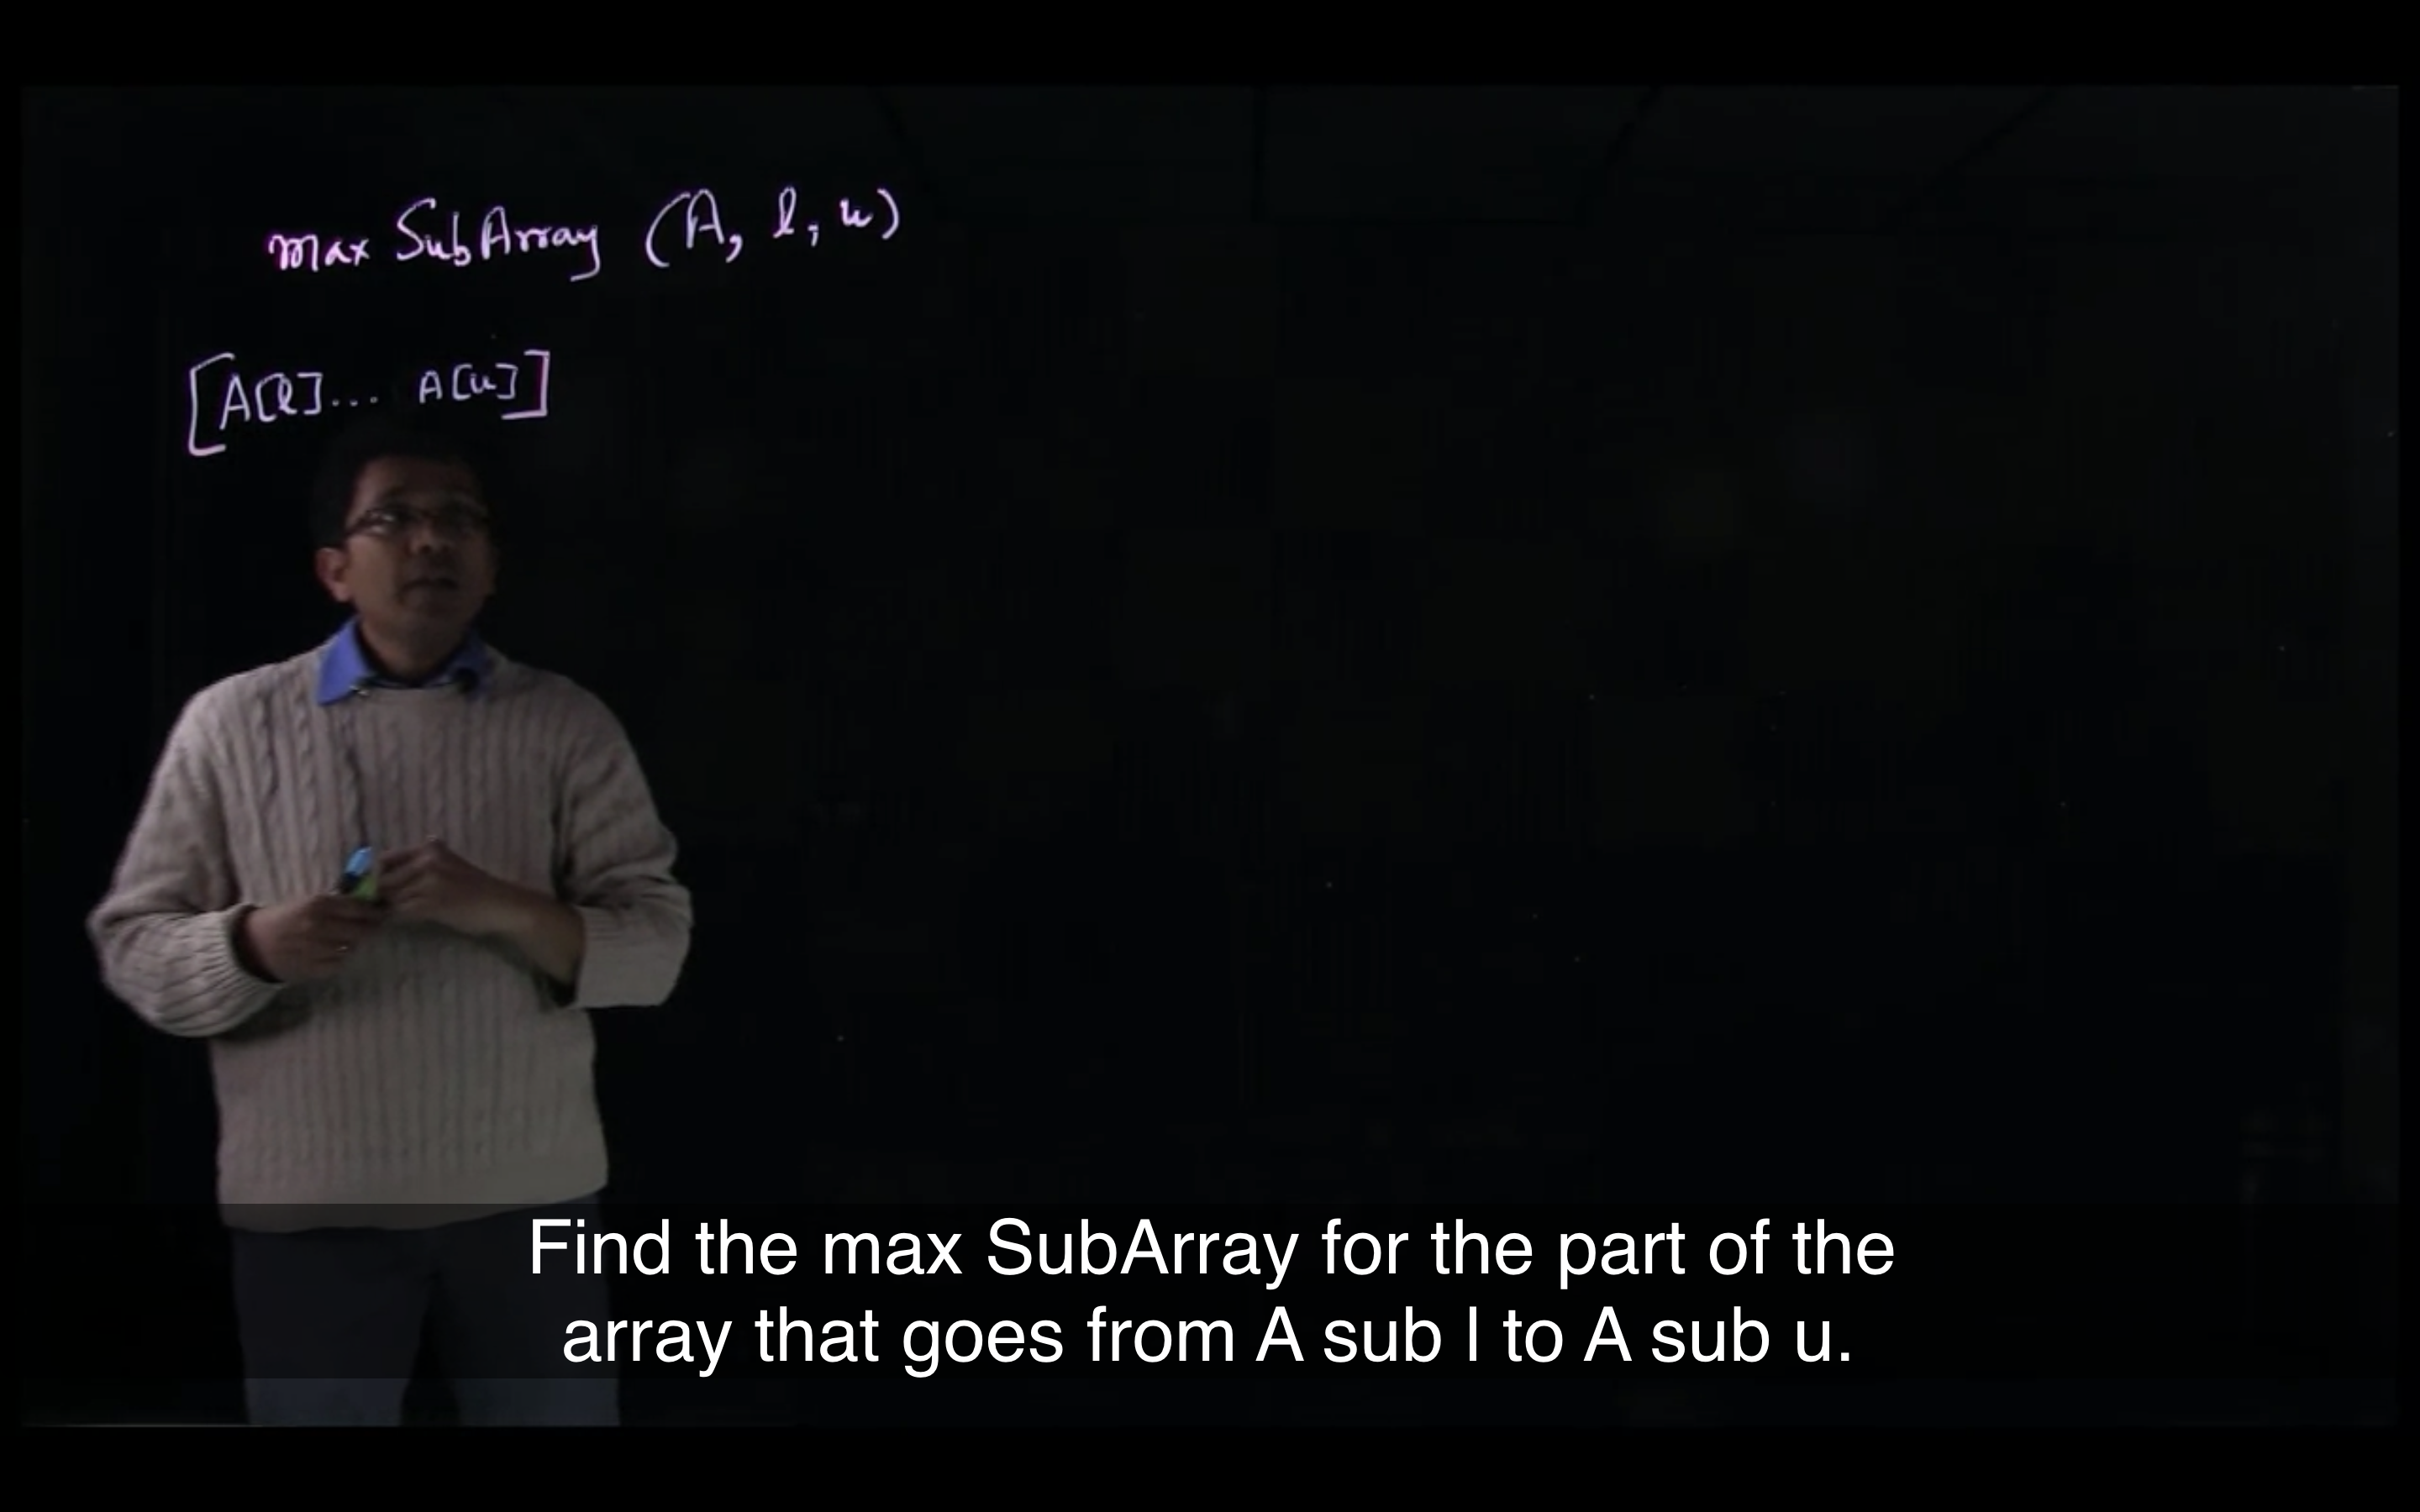 max SubArray (A, l, u)
[A[l]... A[u]]
Find the max SubArray for the part of the
array that goes from A sub l to A sub u.